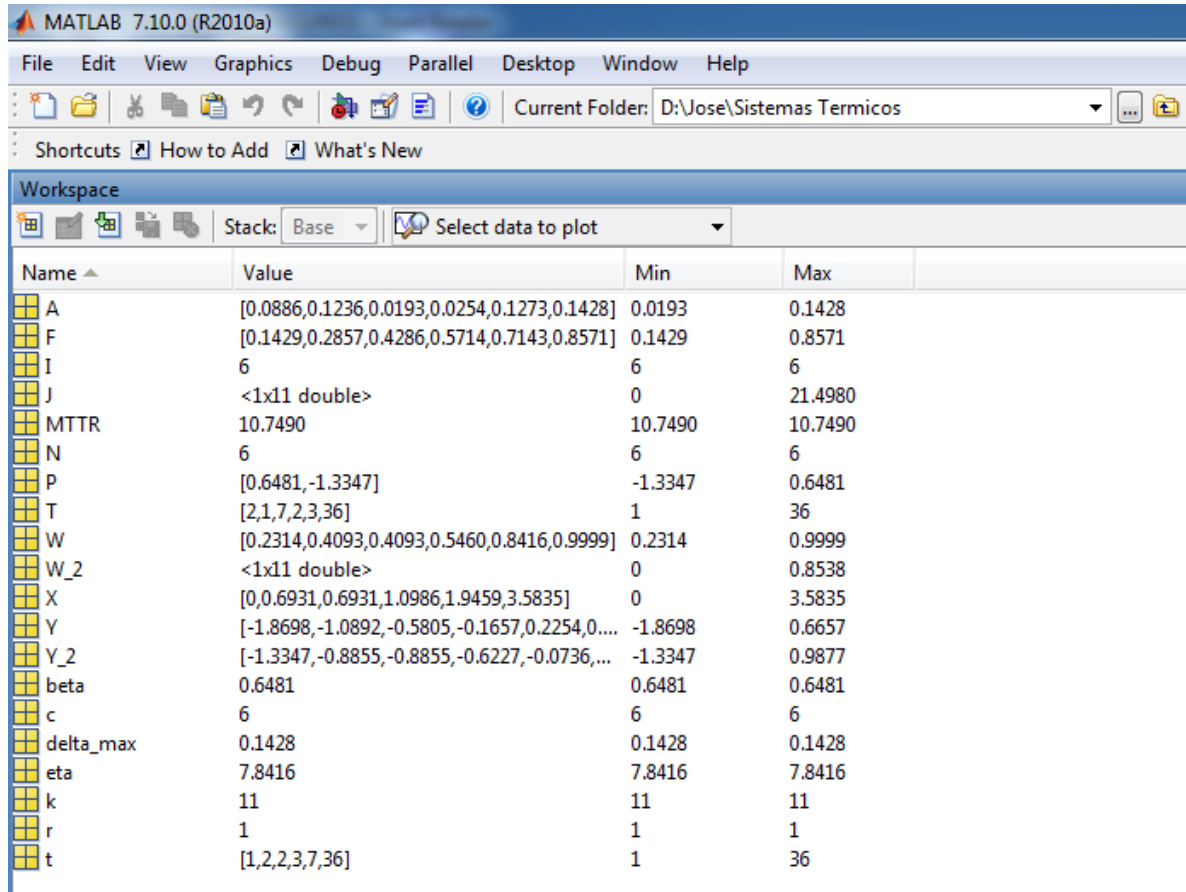 MATLAB 7.10.0 (R2010a)
File Edit View Graphics Debug Parallel Desktop Window Help
Current Folder: D:\Jose\Sistemas Termicos
Shortcuts How to Add What's New
Workspace
Stack: Base Select data to plot
Name Value Min Max
A [0.0886,0.1236,0.0193,0.0254,0.1273,0.1428] 0.0193 0.1428
F [0.1429,0.2857,0.4286,0.5714,0.7143,0.8571] 0.1429 0.8571
I 6 6 6
J <1x11 double> 0 21.4980
MTTR 10.7490 10.7490 10.7490
N 6 6 6
P [0.6481,-1.3347] -1.3347 0.6481
T [2,1,7,2,3,36] 1 36
W [0.2314,0.4093,0.4093,0.5460,0.8416,0.9999] 0.2314 0.9999
W_2 <1x11 double> 0 0.8538
X [0,0.6931,0.6931,1.0986,1.9459,3.5835] 0 3.5835
Y [-1.8698,-1.0892,-0.5805,-0.1657,0.2254,0.... -1.8698 0.6657
Y_2 [-1.3347,-0.8855,-0.8855,-0.6227,-0.0736,... -1.3347 0.9877
beta 0.6481 0.6481 0.6481
c 6 6 6
delta_max 0.1428 0.1428 0.1428
eta 7.8416 7.8416 7.8416
k 11 11 11
r 1 1 1
t [1,2,2,3,7,36] 1 36